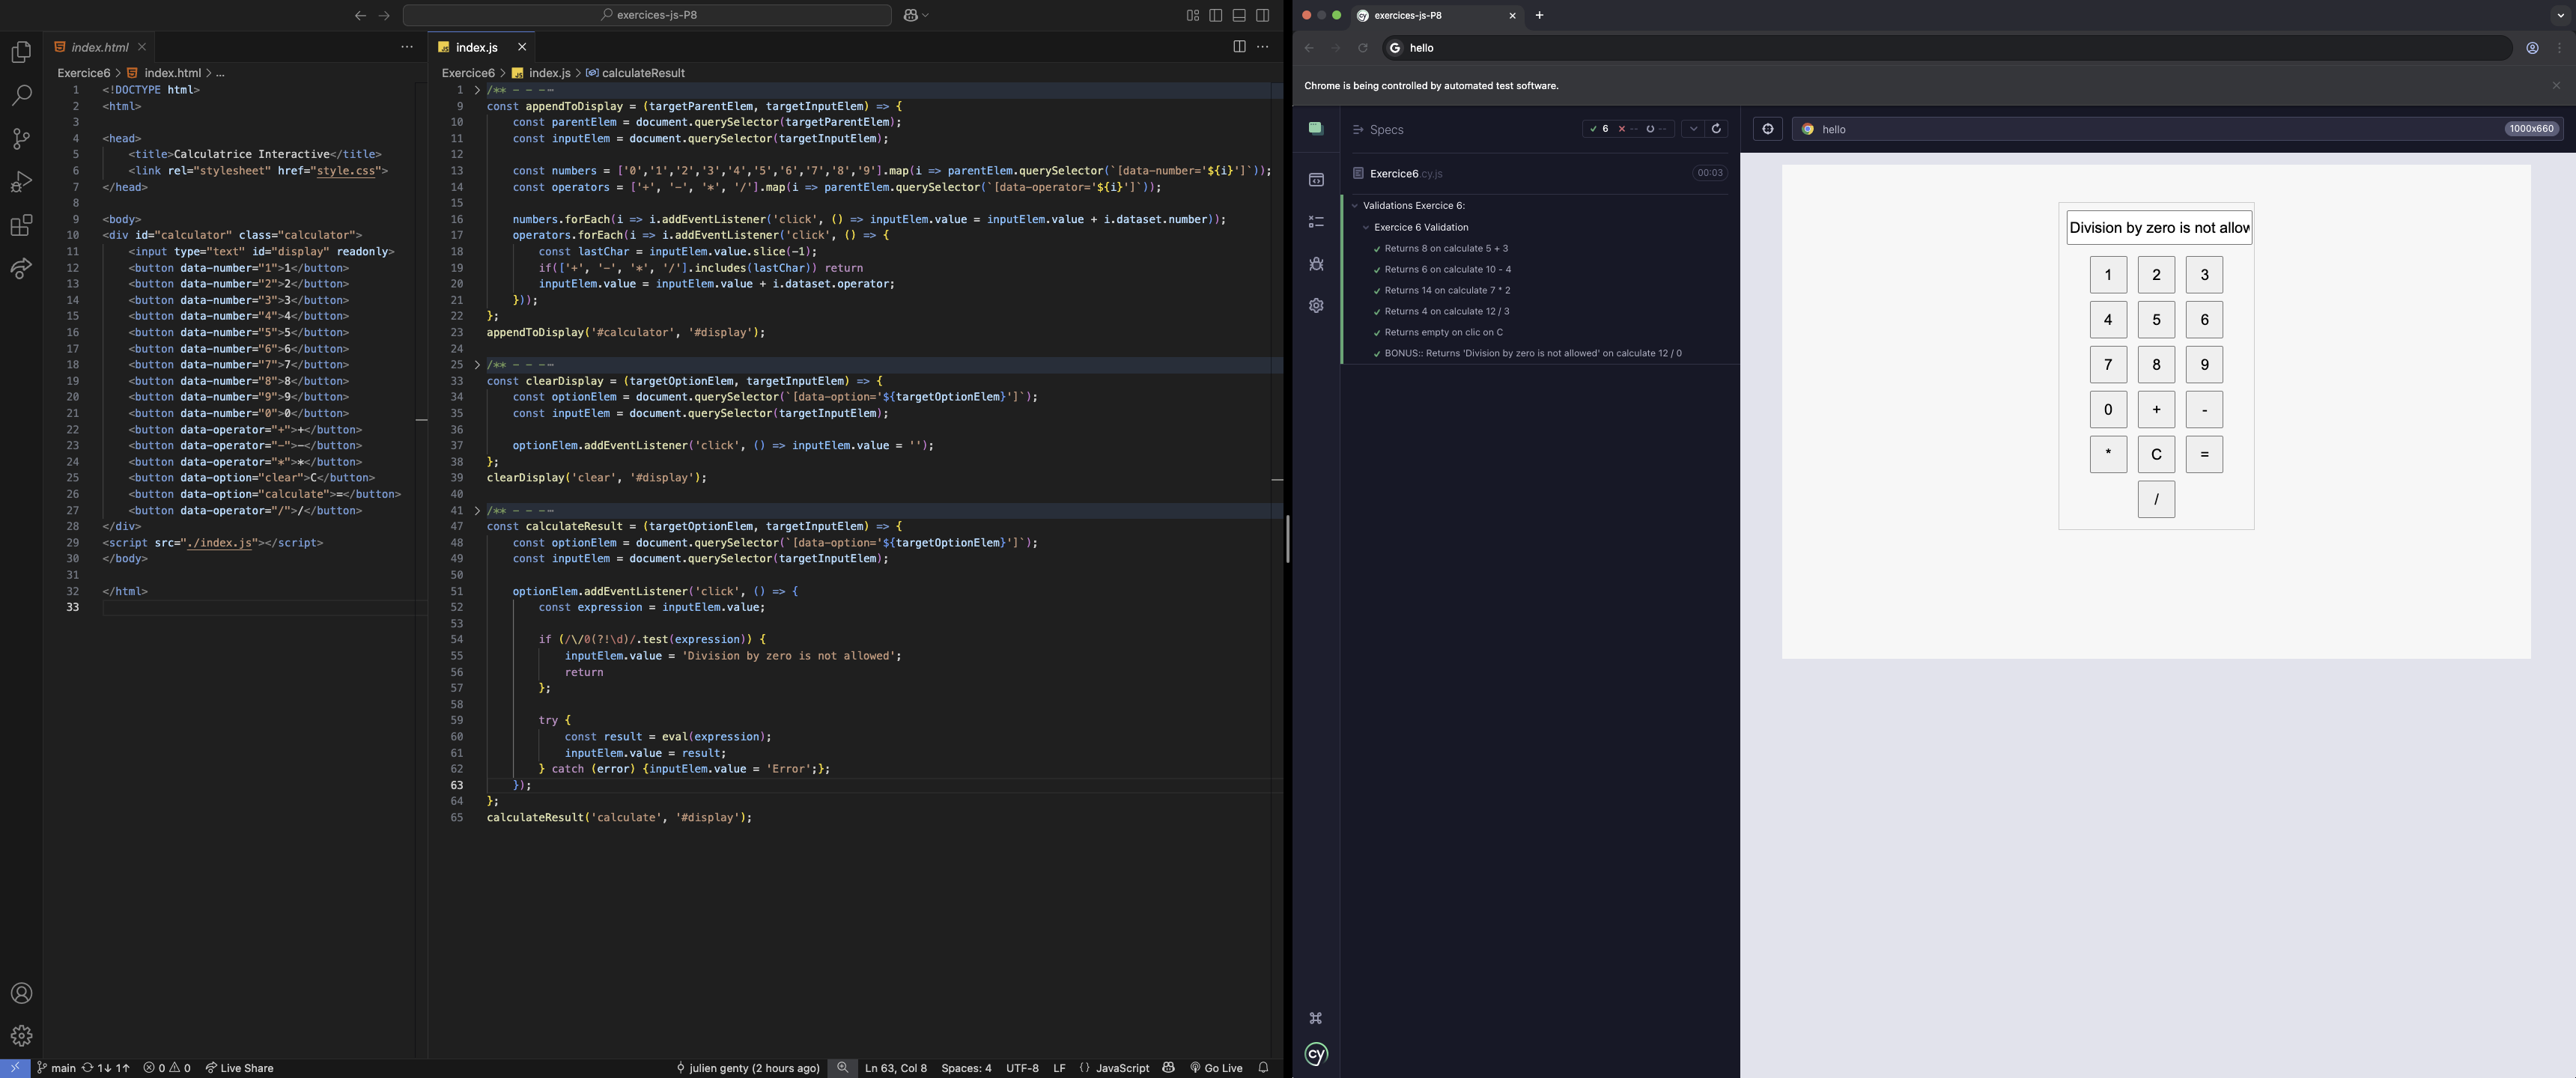 exercices-js-P8
index.html
Exercice6 > index.html > ...
1 <!DOCTYPE html>
2 <html>
3
4 <head>
5     <title>Calculatrice Interactive</title>
6     <link rel="stylesheet" href="style.css">
7 </head>
8
9 <body>
10 <div id="calculator" class="calculator">
11     <input type="text" id="display" readonly>
12     <button data-number="1">1</button>
13     <button data-number="2">2</button>
14     <button data-number="3">3</button>
15     <button data-number="4">4</button>
16     <button data-number="5">5</button>
17     <button data-number="6">6</button>
18     <button data-number="7">7</button>
19     <button data-number="8">8</button>
20     <button data-number="9">9</button>
21     <button data-number="0">0</button>
22     <button data-operator="+">+</button>
23     <button data-operator="-">-</button>
24     <button data-operator="*">*</button>
25     <button data-option="clear">C</button>
26     <button data-option="calculate">=</button>
27     <button data-operator="/">/</button>
28 </div>
29 <script src="./index.js"></script>
30 </body>
31
32 </html>
33
index.js
Exercice6 > index.js > calculateResult
1 /** - - -…
9 const appendToDisplay = (targetParentElem, targetInputElem) => {
10     const parentElem = document.querySelector(targetParentElem);
11     const inputElem = document.querySelector(targetInputElem);
12
13     const numbers = ['0','1','2','3','4','5','6','7','8','9'].map(i => parentElem.querySelector(`[data-number='${i}']`));
14     const operators = ['+', '-', '*', '/'].map(i => parentElem.querySelector(`[data-operator='${i}']`));
15
16     numbers.forEach(i => i.addEventListener('click', () => inputElem.value = inputElem.value + i.dataset.number));
17     operators.forEach(i => i.addEventListener('click', () => {
18         const lastChar = inputElem.value.slice(-1);
19         if(['+', '-', '*', '/'].includes(lastChar)) return
20         inputElem.value = inputElem.value + i.dataset.operator;
21     }));
22 };
23 appendToDisplay('#calculator', '#display');
24
25 /** - - -…
33 const clearDisplay = (targetOptionElem, targetInputElem) => {
34     const optionElem = document.querySelector(`[data-option='${targetOptionElem}']`);
35     const inputElem = document.querySelector(targetInputElem);
36
37     optionElem.addEventListener('click', () => inputElem.value = '');
38 };
39 clearDisplay('clear', '#display');
40
41 /** - - -…
47 const calculateResult = (targetOptionElem, targetInputElem) => {
48     const optionElem = document.querySelector(`[data-option='${targetOptionElem}']`);
49     const inputElem = document.querySelector(targetInputElem);
50
51     optionElem.addEventListener('click', () => {
52         const expression = inputElem.value;
53
54         if (/\/0(?!\d)/.test(expression)) {
55             inputElem.value = 'Division by zero is not allowed';
56             return
57         };
58
59         try {
60             const result = eval(expression);
61             inputElem.value = result;
62         } catch (error) {inputElem.value = 'Error';};
63     });
64 };
65 calculateResult('calculate', '#display');
main 1↓ 1↑ 0 0 Live Share
julien genty (2 hours ago) Ln 63, Col 8 Spaces: 4 UTF-8 LF {} JavaScript Go Live
exercices-js-P8
hello
Chrome is being controlled by automated test software.
Specs 6 -- --
Exercice6.cy.js 00:03
Validations Exercice 6:
Exercice 6 Validation
Returns 8 on calculate 5 + 3
Returns 6 on calculate 10 - 4
Returns 14 on calculate 7 * 2
Returns 4 on calculate 12 / 3
Returns empty on clic on C
BONUS:: Returns 'Division by zero is not allowed' on calculate 12 / 0
cy
hello 1000x660
Division by zero is not allow
1 2 3
4 5 6
7 8 9
0 + -
* C =
/